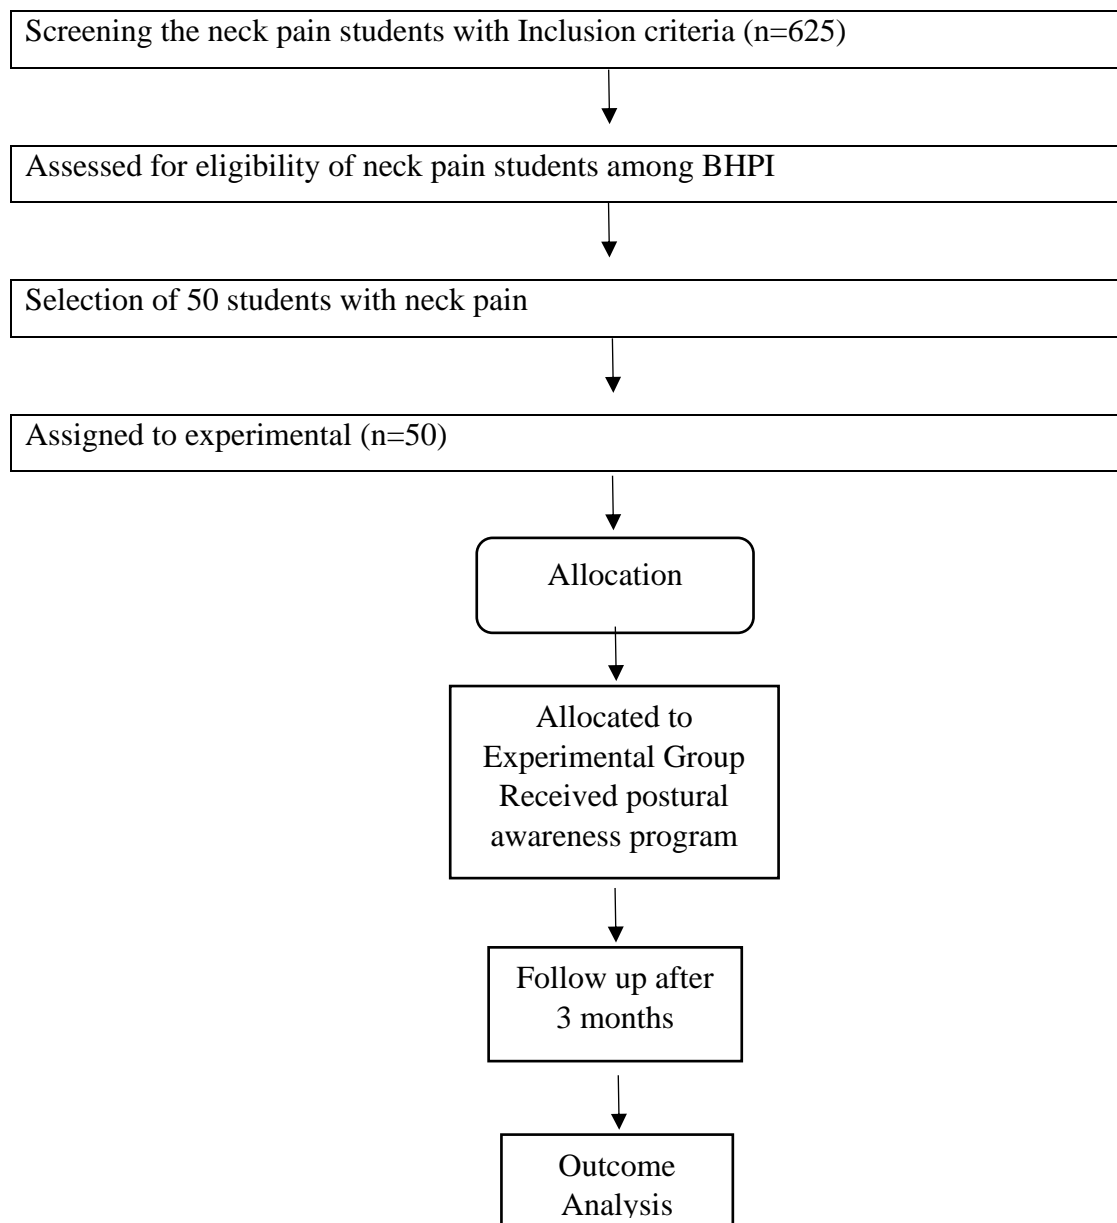 Screening the neck pain students with Inclusion criteria (n=625)
Assessed for eligibility of neck pain students among BHPI
Selection of 50 students with neck pain
Assigned to experimental (n=50)
Allocation
Allocated to
Experimental Group
Received postural
awareness program
Follow up after
3 months
Outcome
Analysis